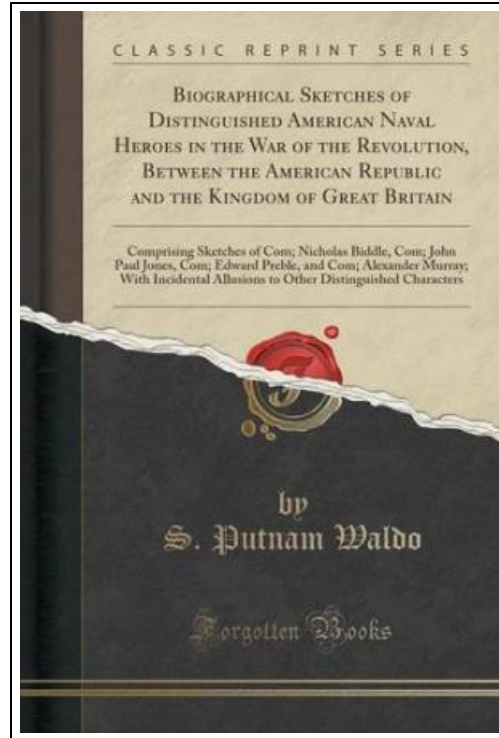 CLASSIC REPRINT SERIES
BIOGRAPHICAL SKETCHES OF
DISTINGUISHED AMERICAN NAVAL
HEROES IN THE WAR OF THE REVOLUTION,
BETWEEN THE AMERICAN REPUBLIC
AND THE KINGDOM OF GREAT BRITAIN
Comprising Sketches of Com; Nicholas Biddle, Com; John
Paul Jones, Com; Edward Preble, and Com; Alexander Murray;
With Incidental Allusions to Other Distinguished Characters
by
S. Putnam Waldo
Forgotten Books